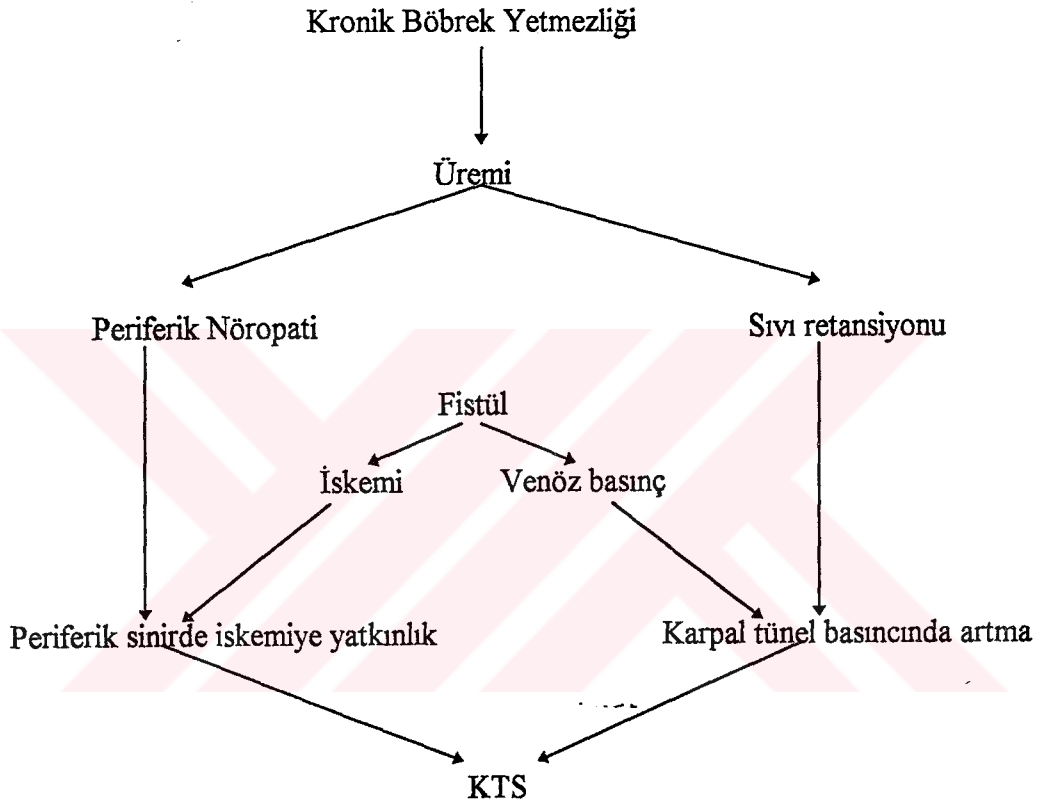 Kronik Böbrek Yetmezliği
Üremi
Periferik Nöropati
Sıvı retansiyonu
Fistül
İskemi
Venöz basınç
Periferik sinirde iskemiye yatkınlık
Karpal tünel basıncında artma
KTS